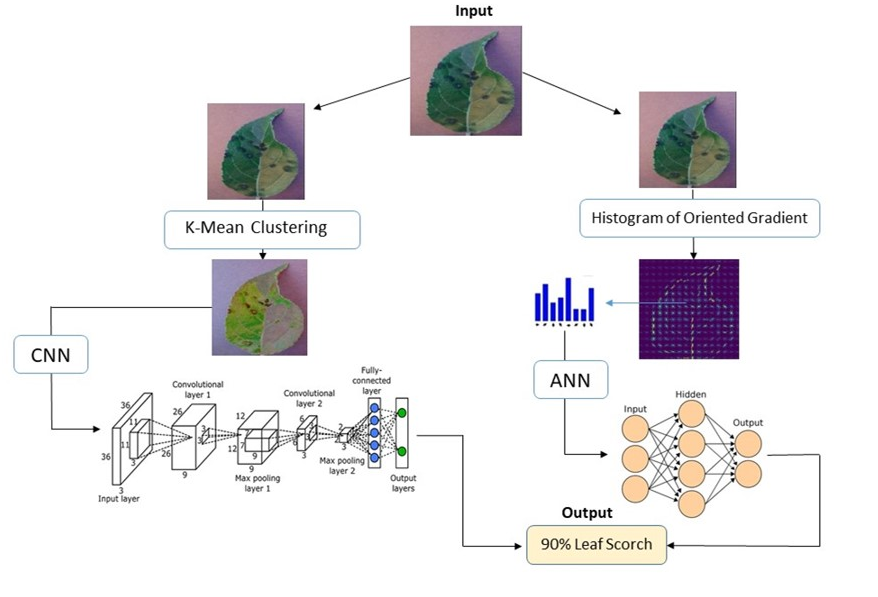 Input
K-Mean Clustering
Histogram of Oriented Gradient
CNN
ANN
36
11
11
36
3
3
Input layer
Convolutional
layer 1
26
3
3
26
9
12
7
7
12
9
9
Max pooling
layer 1
Convolutional
layer 2
6
3
3
2
3
Max pooling
layer 2
Fully-
connected
layer
Output
layers
Input
Hidden
Output
Output
90% Leaf Scorch